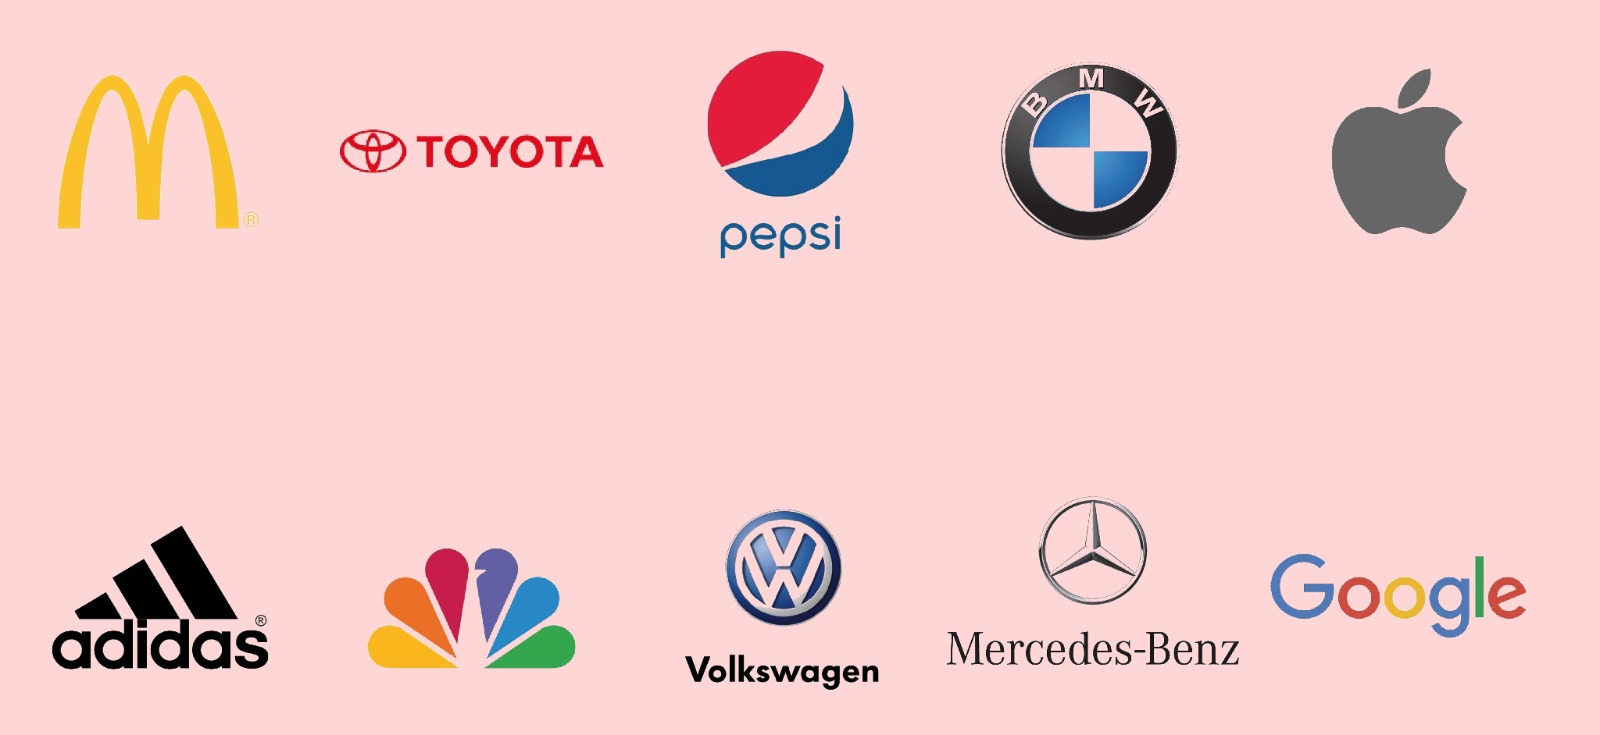 ®
TOYOTA
pepsi
BMW
adidas®
Volkswagen
Mercedes-Benz
Google